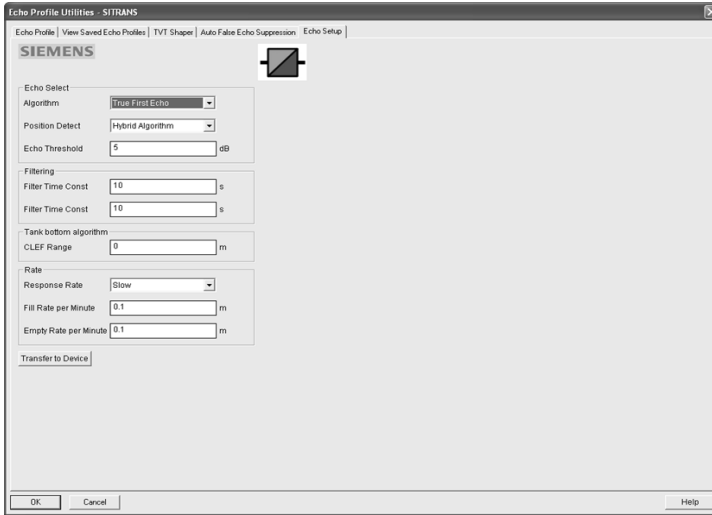 Echo Profile Utilities - SITRANS
Echo Profile View Saved Echo Profiles TVT Shaper Auto False Echo Suppression Echo Setup
SIEMENS
Echo Select
Algorithm True First Echo
Position Detect Hybrid Algorithm
Echo Threshold 5 dB
Filtering
Filter Time Const 10 s
Filter Time Const 10 s
Tank bottom algorithm
CLEF Range 0 m
Rate
Response Rate Slow
Fill Rate per Minute 0.1 m
Empty Rate per Minute 0.1 m
Transfer to Device
OK Cancel Help